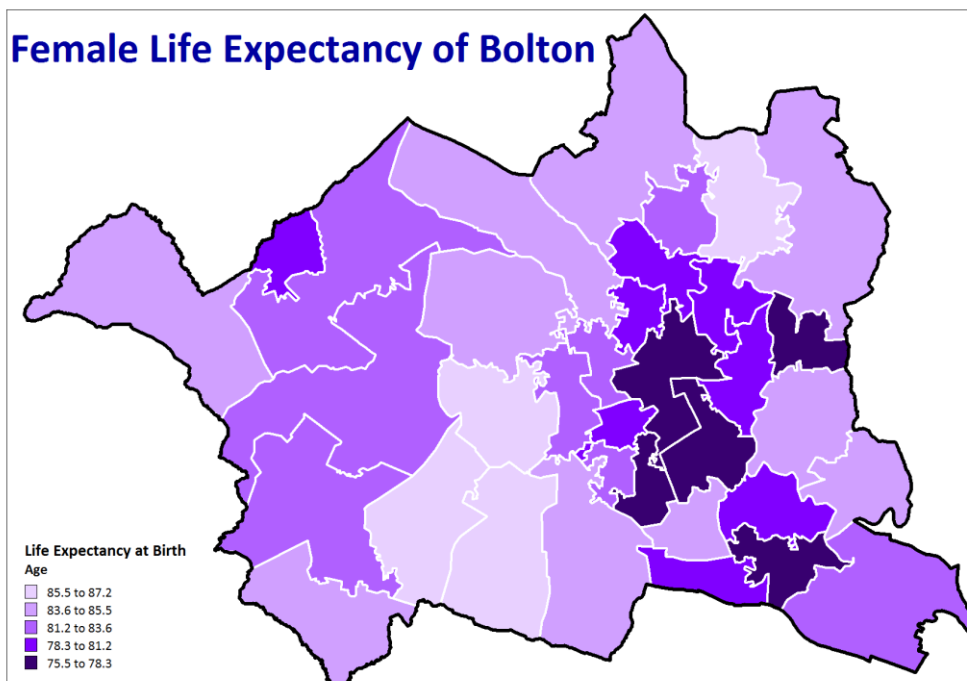 Female Life Expectancy of Bolton
Life Expectancy at Birth
Age
85.5 to 87.2
83.6 to 85.5
81.2 to 83.6
78.3 to 81.2
75.5 to 78.3